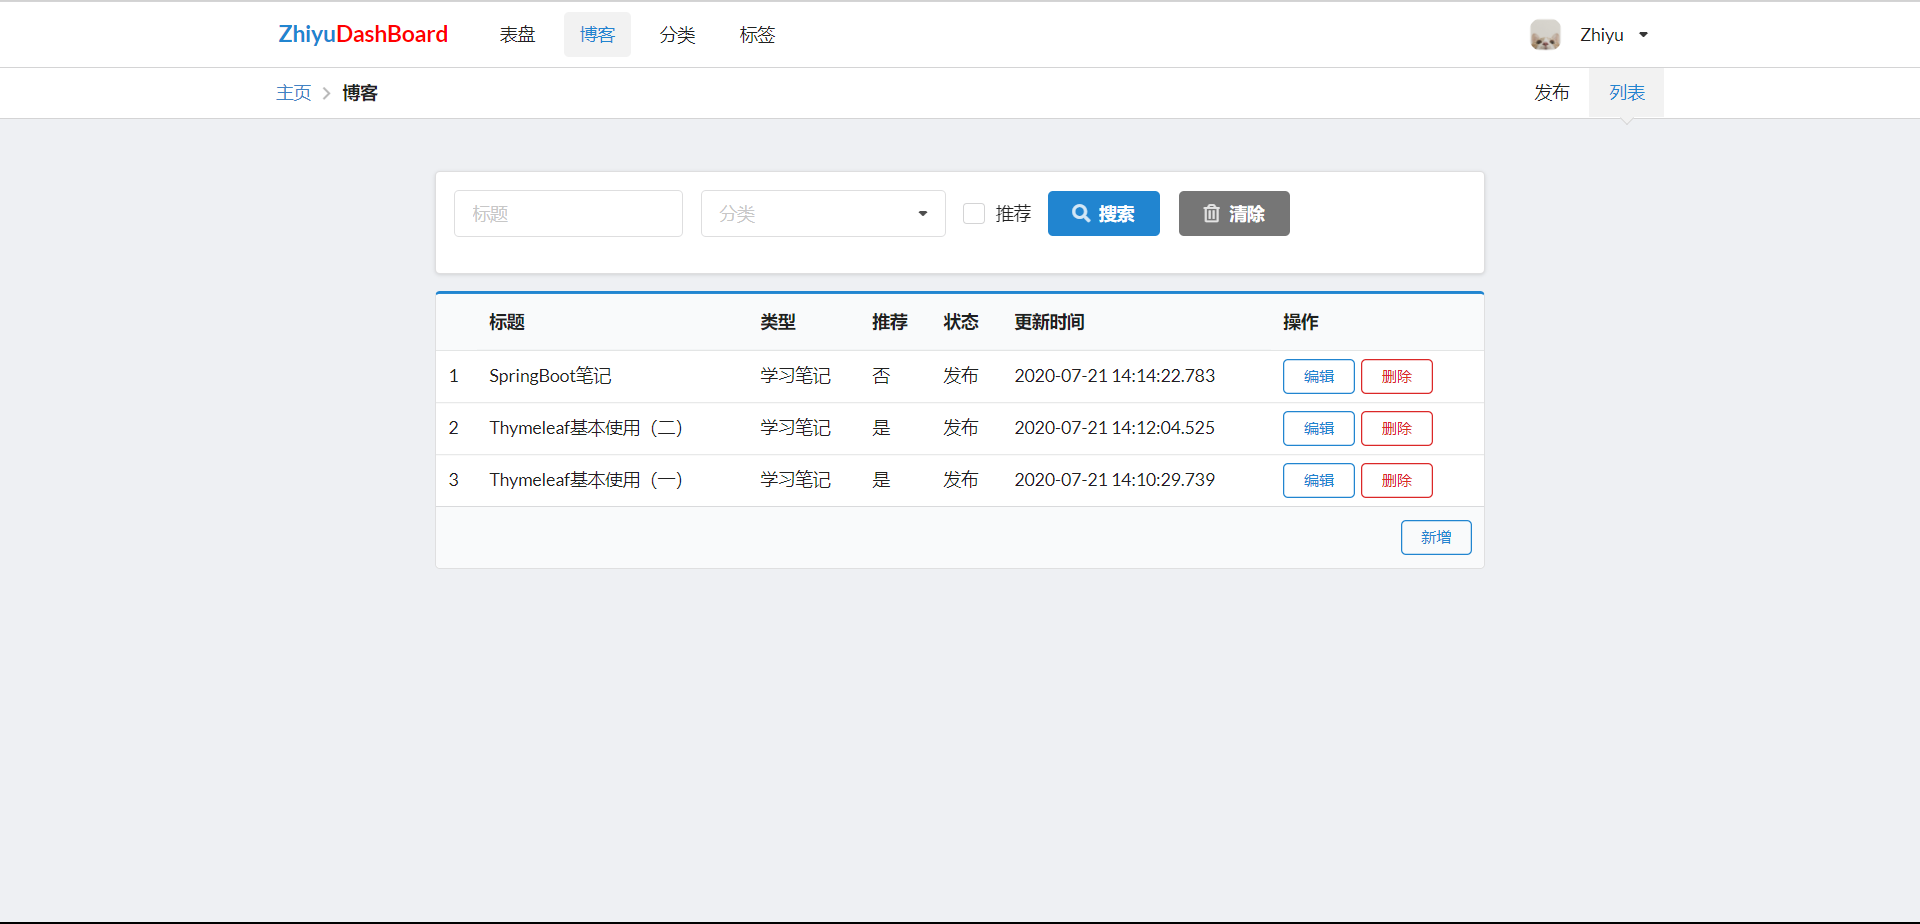 ZhiyuDashBoard 表盘 博客 分类 标签 Zhiyu
主页 博客 发布 列表
标题 分类 推荐 搜索 清除
标题 类型 推荐 状态 更新时间 操作
1 SpringBoot笔记 学习笔记 否 发布 2020-07-21 14:14:22.783 编辑 删除
2 Thymeleaf基本使用（二） 学习笔记 是 发布 2020-07-21 14:12:04.525 编辑 删除
3 Thymeleaf基本使用（一） 学习笔记 是 发布 2020-07-21 14:10:29.739 编辑 删除
新增